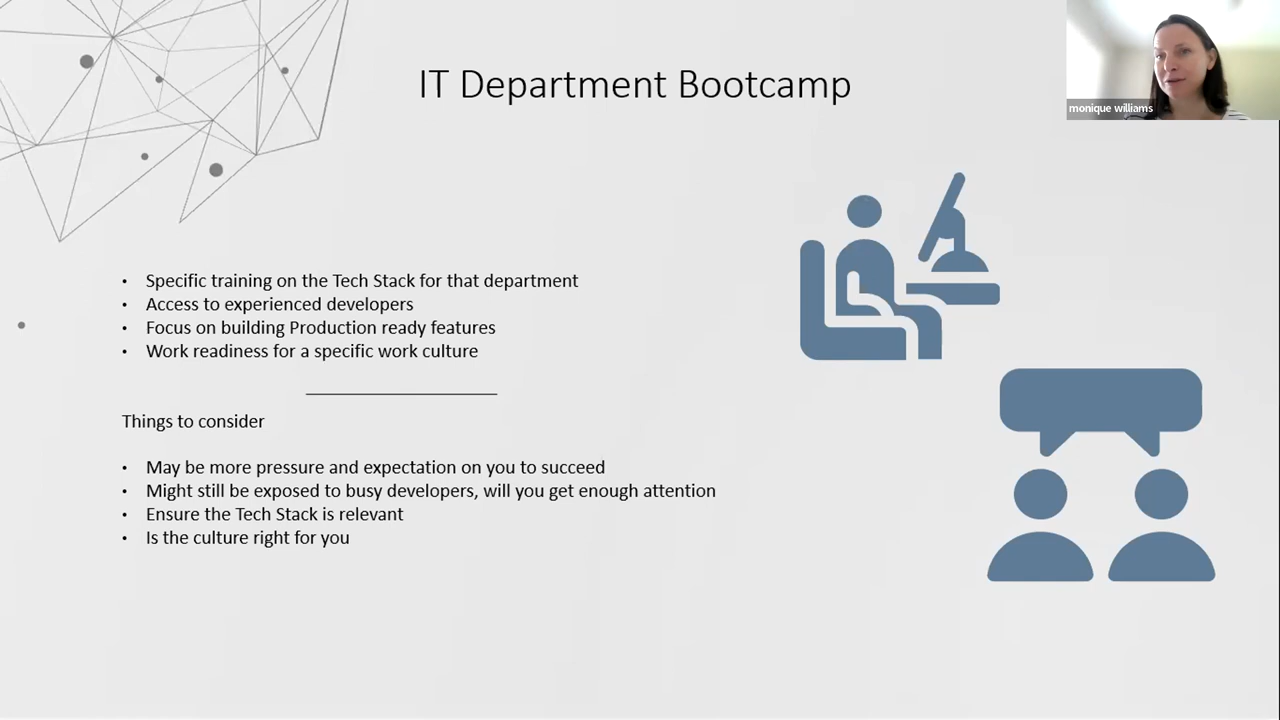 IT Department Bootcamp
monique williams
• Specific training on the Tech Stack for that department
• Access to experienced developers
• Focus on building Production ready features
• Work readiness for a specific work culture
Things to consider
• May be more pressure and expectation on you to succeed
• Might still be exposed to busy developers, will you get enough attention
• Ensure the Tech Stack is relevant
• Is the culture right for you